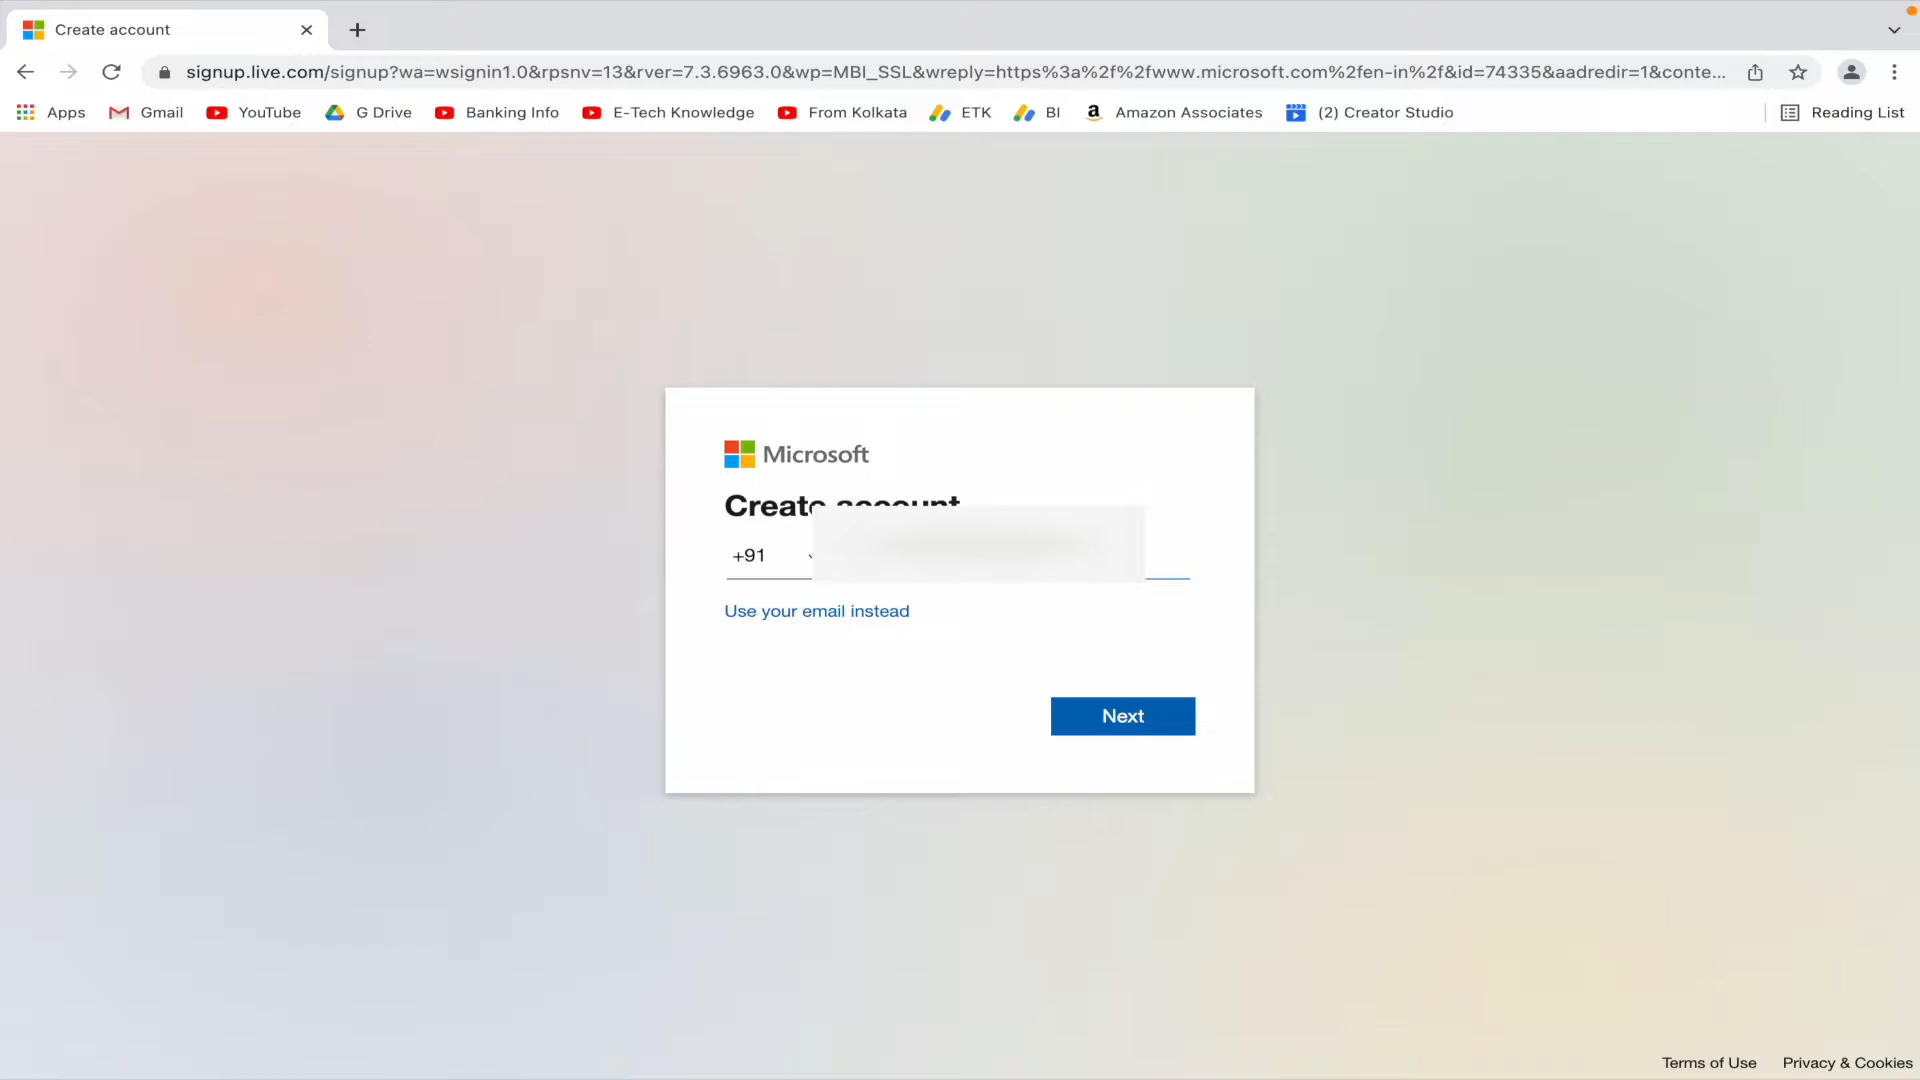 Create account
signup.live.com/signup?wa=wsignin1.0&rpsnv=13&rver=7.3.6963.0&wp=MBI_SSL&wreply=https%3a%2f%2fwww.microsoft.com%2fen-in%2f&id=74335&aadredir=1&conte...
Apps Gmail YouTube G Drive Banking Info E-Tech Knowledge From Kolkata ETK BI Amazon Associates (2) Creator Studio Reading List
Microsoft
Create account
+91
Use your email instead
Next
Terms of Use Privacy & Cookies